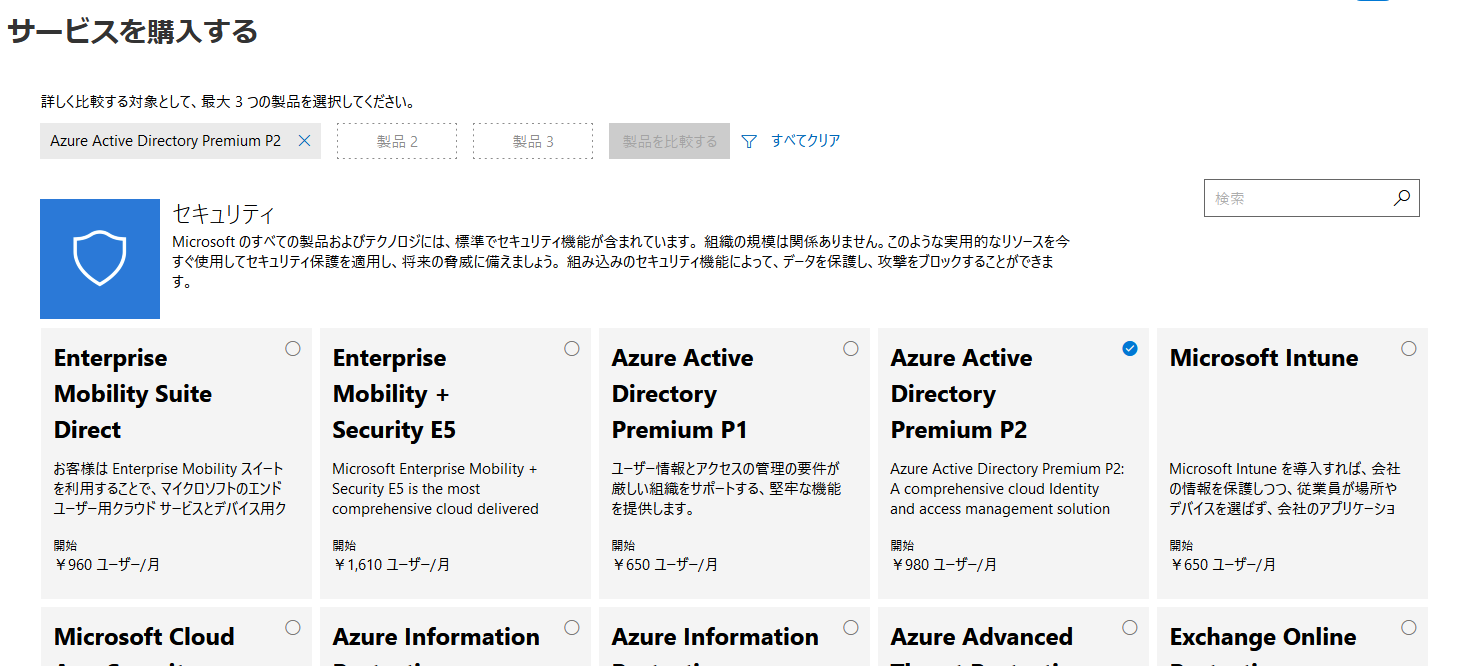 サービスを購入する
詳しく比較する対象として、最大 3 つの製品を選択してください。
Azure Active Directory Premium P2
製品 2
製品 3
製品を比較する
すべてクリア
検索
セキュリティ
Microsoft のすべての製品およびテクノロジには、標準でセキュリティ機能が含まれています。組織の規模は関係ありません。このような実用的なリソースを今
すぐ使用してセキュリティ保護を適用し、将来の脅威に備えましょう。組み込みのセキュリティ機能によって、データを保護し、攻撃をブロックすることができま
す。
Enterprise
Mobility Suite
Direct
お客様は Enterprise Mobility スイート
を利用することで、マイクロソフトのエンド
ユーザー用クラウド サービスとデバイス用ク
開始
￥960 ユーザー/月
Enterprise
Mobility +
Security E5
Microsoft Enterprise Mobility +
Security E5 is the most
comprehensive cloud delivered
開始
￥1,610 ユーザー/月
Azure Active
Directory
Premium P1
ユーザー情報とアクセスの管理の要件が
厳しい組織をサポートする、堅牢な機能
を提供します。
開始
￥650 ユーザー/月
Azure Active
Directory
Premium P2
Azure Active Directory Premium P2:
A comprehensive cloud Identity
and access management solution
開始
￥980 ユーザー/月
Microsoft Intune
Microsoft Intune を導入すれば、会社
の情報を保護しつつ、従業員が場所や
デバイスを選ばず、会社のアプリケーショ
開始
￥650 ユーザー/月
Microsoft Cloud
Azure Information
Azure Information
Azure Advanced
Exchange Online